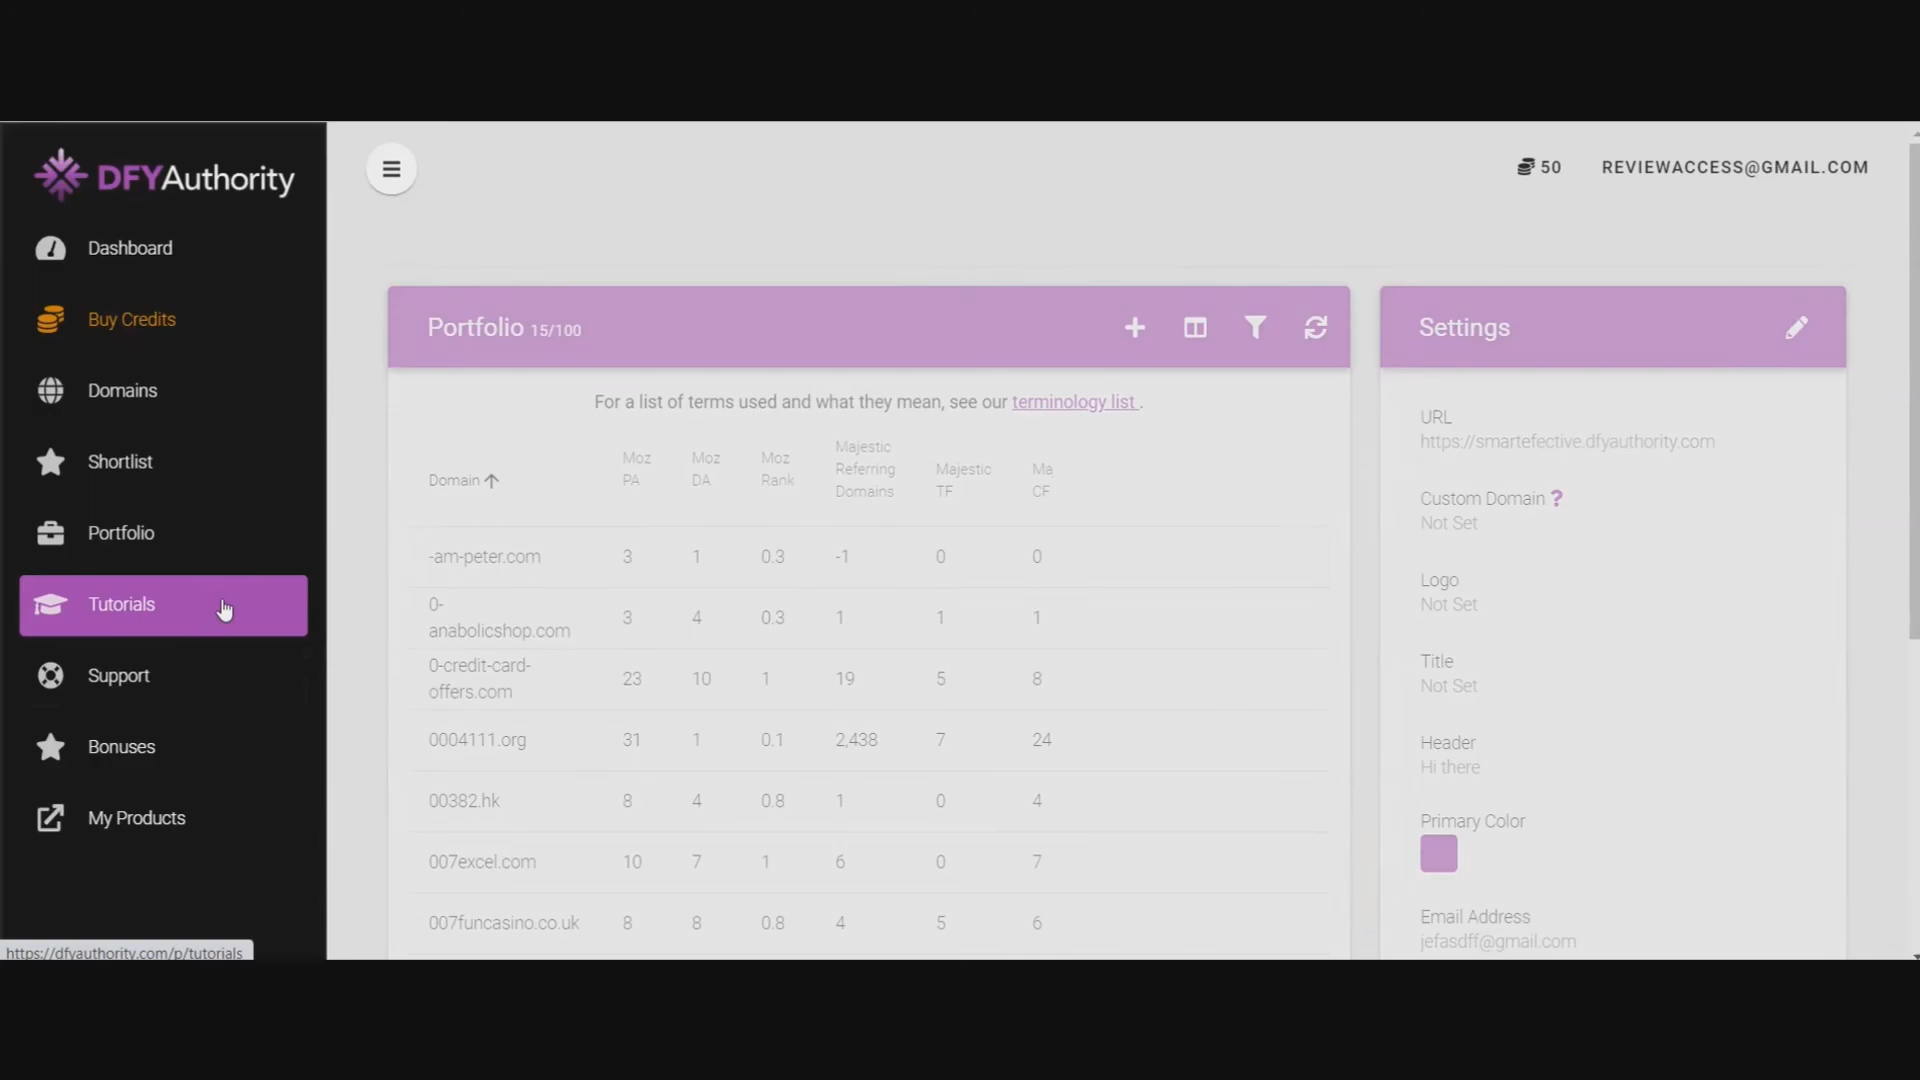 DFYAuthority
Dashboard
Buy Credits
Domains
Shortlist
Portfolio
Tutorials
Support
Bonuses
My Products
https://dfyauthority.com/p/tutorials
50
REVIEWACCESS@GMAIL.COM
Portfolio 15/100
For a list of terms used and what they mean, see our terminology list .
Domain Moz PA Moz DA Moz Rank Majestic Referring Domains Majestic TF Ma CF
-am-peter.com 3 1 0.3 -1 0 0
0-anabolicshop.com 3 4 0.3 1 1 1
0-credit-card-offers.com 23 10 1 19 5 8
0004111.org 31 1 0.1 2,438 7 24
00382.hk 8 4 0.8 1 0 4
007excel.com 10 7 1 6 0 7
007funcasino.co.uk 8 8 0.8 4 5 6
Settings
URL
https://smartefective.dfyauthority.com
Custom Domain ?
Not Set
Logo
Not Set
Title
Not Set
Header
Hi there
Primary Color
Email Address
jefasdff@gmail.com